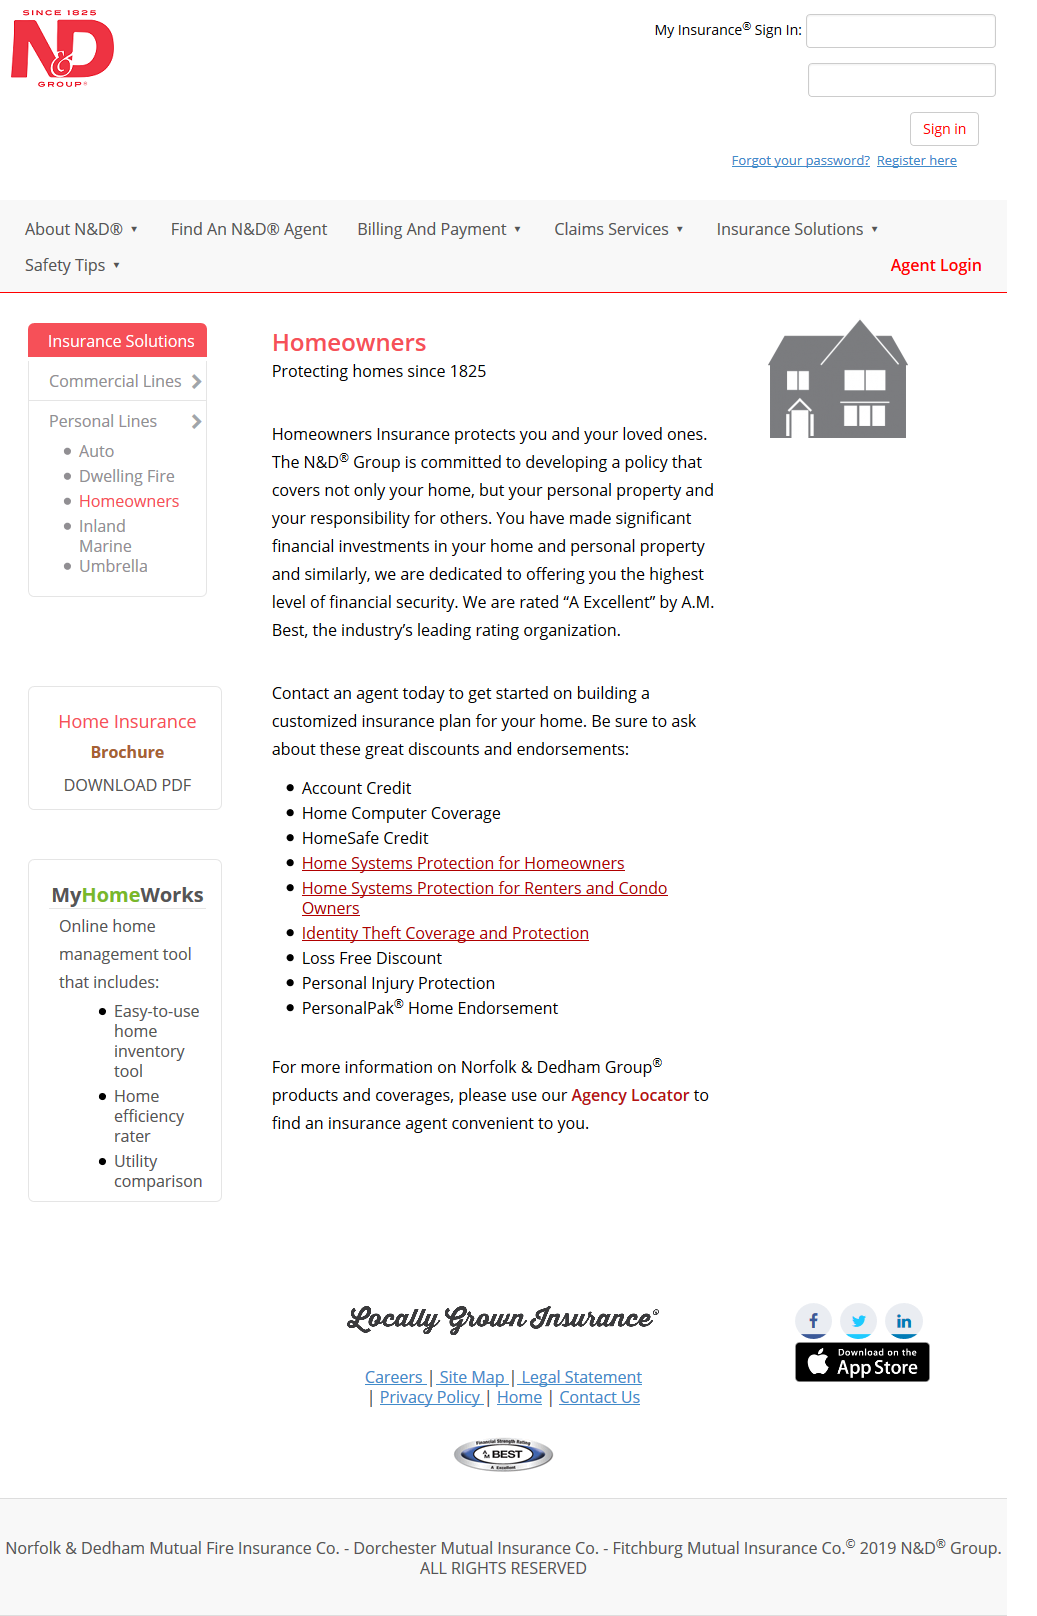 SINCE 1825
N&D
GROUP®
My Insurance® Sign In:
Sign in
Forgot your password? Register here
About N&D® ▼ Find An N&D® Agent Billing And Payment ▼ Claims Services ▼ Insurance Solutions ▼
Safety Tips ▼ Agent Login
Insurance Solutions
Commercial Lines
Personal Lines
Auto
Dwelling Fire
Homeowners
Inland
Marine
Umbrella
Home Insurance
Brochure
DOWNLOAD PDF
MyHomeWorks
Online home
management tool
that includes:
Easy-to-use
home
inventory
tool
Home
efficiency
rater
Utility
comparison
Homeowners
Protecting homes since 1825
Homeowners Insurance protects you and your loved ones.
The N&D® Group is committed to developing a policy that
covers not only your home, but your personal property and
your responsibility for others. You have made significant
financial investments in your home and personal property
and similarly, we are dedicated to offering you the highest
level of financial security. We are rated “A Excellent” by A.M.
Best, the industry’s leading rating organization.
Contact an agent today to get started on building a
customized insurance plan for your home. Be sure to ask
about these great discounts and endorsements:
Account Credit
Home Computer Coverage
HomeSafe Credit
Home Systems Protection for Homeowners
Home Systems Protection for Renters and Condo
Owners
Identity Theft Coverage and Protection
Loss Free Discount
Personal Injury Protection
PersonalPak® Home Endorsement
For more information on Norfolk & Dedham Group®
products and coverages, please use our Agency Locator to
find an insurance agent convenient to you.
Locally Grown Insurance®
Careers | Site Map | Legal Statement
| Privacy Policy | Home | Contact Us
Financial Strength Rating
AM BEST
A Excellent
Download on the
App Store
Norfolk & Dedham Mutual Fire Insurance Co. - Dorchester Mutual Insurance Co. - Fitchburg Mutual Insurance Co.© 2019 N&D® Group.
ALL RIGHTS RESERVED